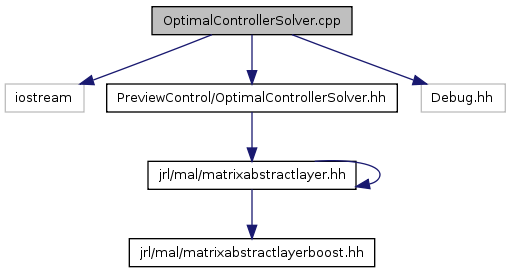 OptimalControllerSolver.cpp
iostream
PreviewControl/OptimalControllerSolver.hh
Debug.hh
jrl/mal/matrixabstractlayer.hh
jrl/mal/matrixabstractlayerboost.hh